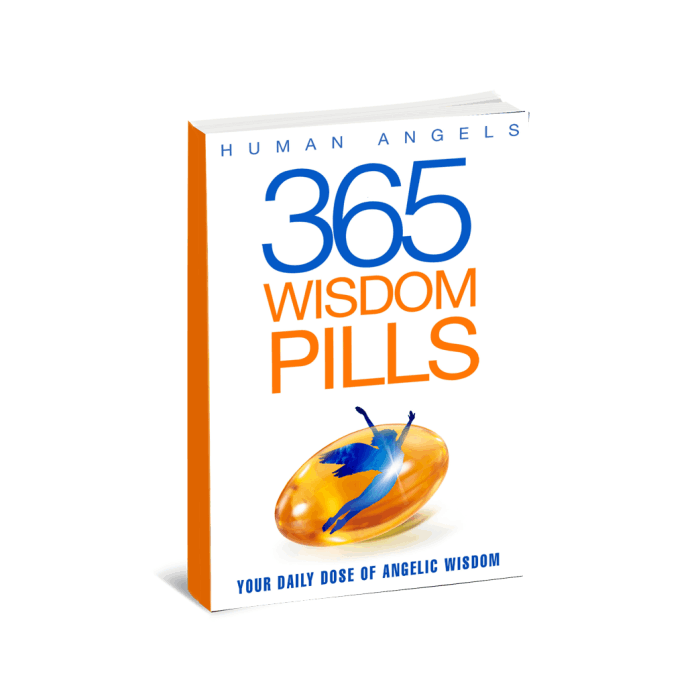 HUMAN ANGELS
365
WISDOM
PILLS
YOUR DAILY DOSE OF ANGELIC WISDOM